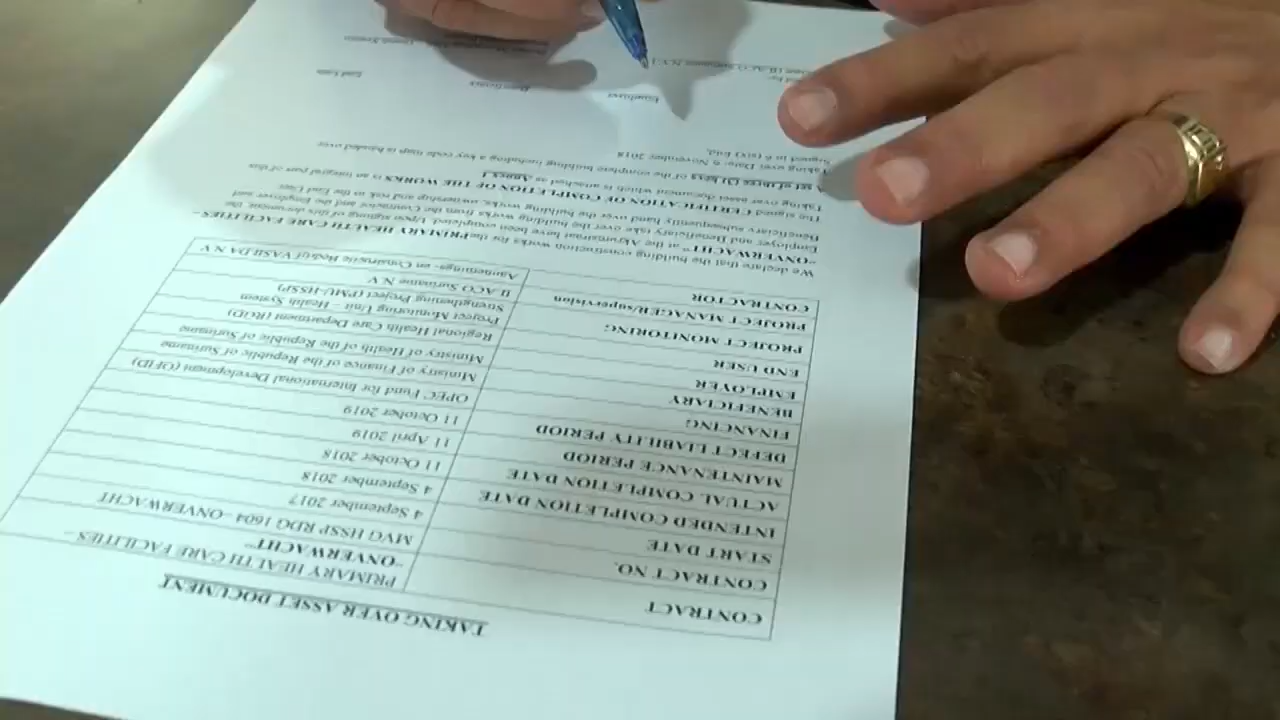 TAKING OVER ASSET DOCUMENT
CONTRACT PRIMARY HEALTH CARE FACILITIES –
"ONVERWACHT"
CONTRACT NO. MVG HSSP RDG 1604 – ONVERWACHT
START DATE 4 September 2017
INTENDED COMPLETION DATE 4 September 2018
ACTUAL COMPLETION DATE 11 October 2018
MAINTENANCE PERIOD 11 April 2019
DEFECT LIABILITY PERIOD 11 October 2019
FINANCING OPEC Fund for International Development (OFID)
BENEFICIARY Ministry of Finance of the Republic of Suriname
EMPLOYER Ministry of Health of the Republic of Suriname
END USER Regional Health Care Department (RGD)
PROJECT MONITORING Project Monitoring Unit - Health System
Strengthening Project (PMU-HSSP)
PROJECT MANAGER/supervision ILACO Suriname N.V
CONTRACTOR Aannemings- en Constructie Bedrijf VASILDA N.V
We declare that the building construction works for the PRIMARY HEALTH CARE FACILITIES –
"ONVERWACHT" at the have been completed. Upon signing of this document, the
Employer and Beneficiary take over the building works from the Contractor and the Employer and
Beneficiary subsequently hand over the building works, ownership and risk to the End User.
The signed CERTIFICATION OF COMPLETION OF THE WORKS is an integral part of this
Taking over asset document which is attached as Annex 1
A set of three (3) keys of the complete building including a key code map is handed over
Taking over Date: 6 November 2018
Signed in 6 (six) fold,
Employer
Beneficiary
End User